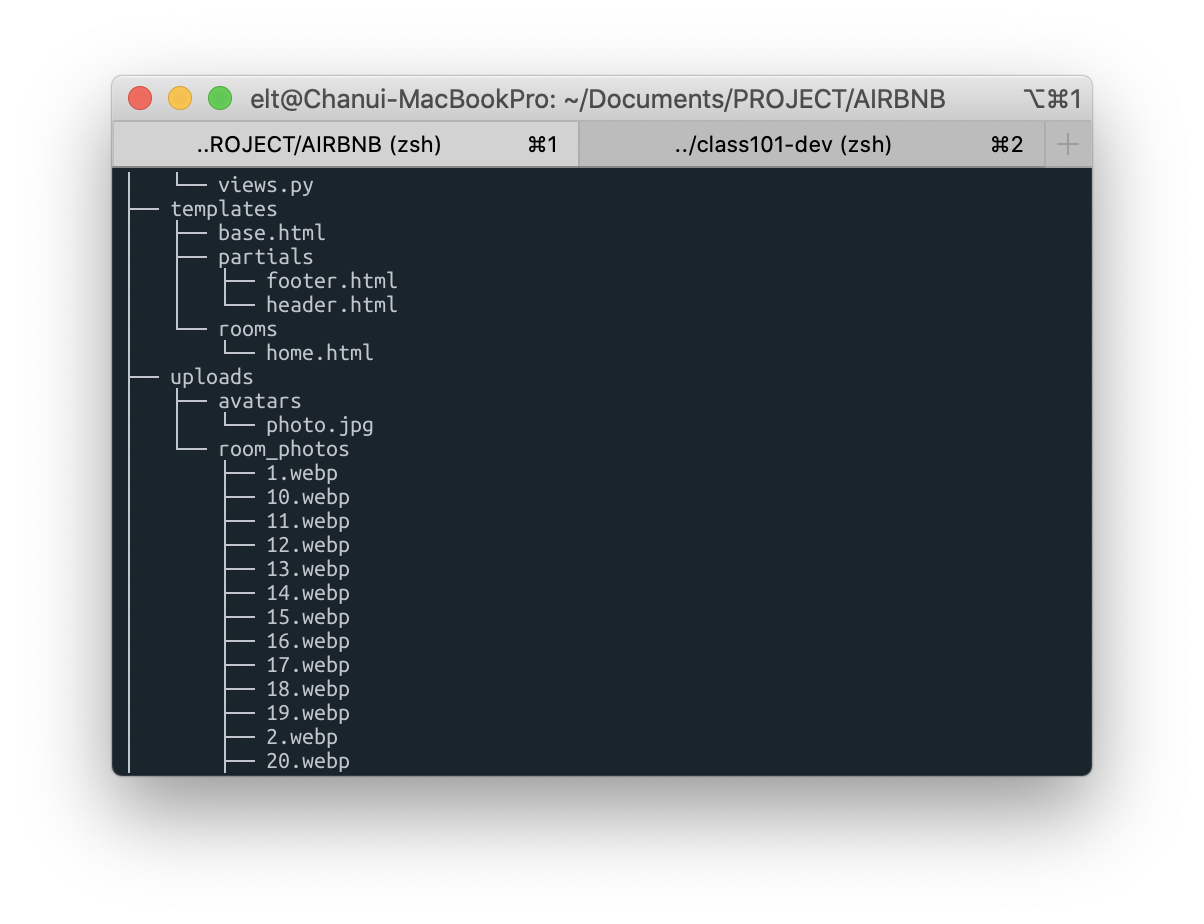 elt@Chanui-MacBookPro: ~/Documents/PROJECT/AIRBNB ⌥⌘1
..ROJECT/AIRBNB (zsh) ⌘1 ../class101-dev (zsh) ⌘2 +
│   └── views.py
├── templates
│   ├── base.html
│   ├── partials
│   │   ├── footer.html
│   │   └── header.html
│   └── rooms
│       └── home.html
├── uploads
│   ├── avatars
│   │   └── photo.jpg
│   └── room_photos
│       ├── 1.webp
│       ├── 10.webp
│       ├── 11.webp
│       ├── 12.webp
│       ├── 13.webp
│       ├── 14.webp
│       ├── 15.webp
│       ├── 16.webp
│       ├── 17.webp
│       ├── 18.webp
│       ├── 19.webp
│       ├── 2.webp
│       ├── 20.webp